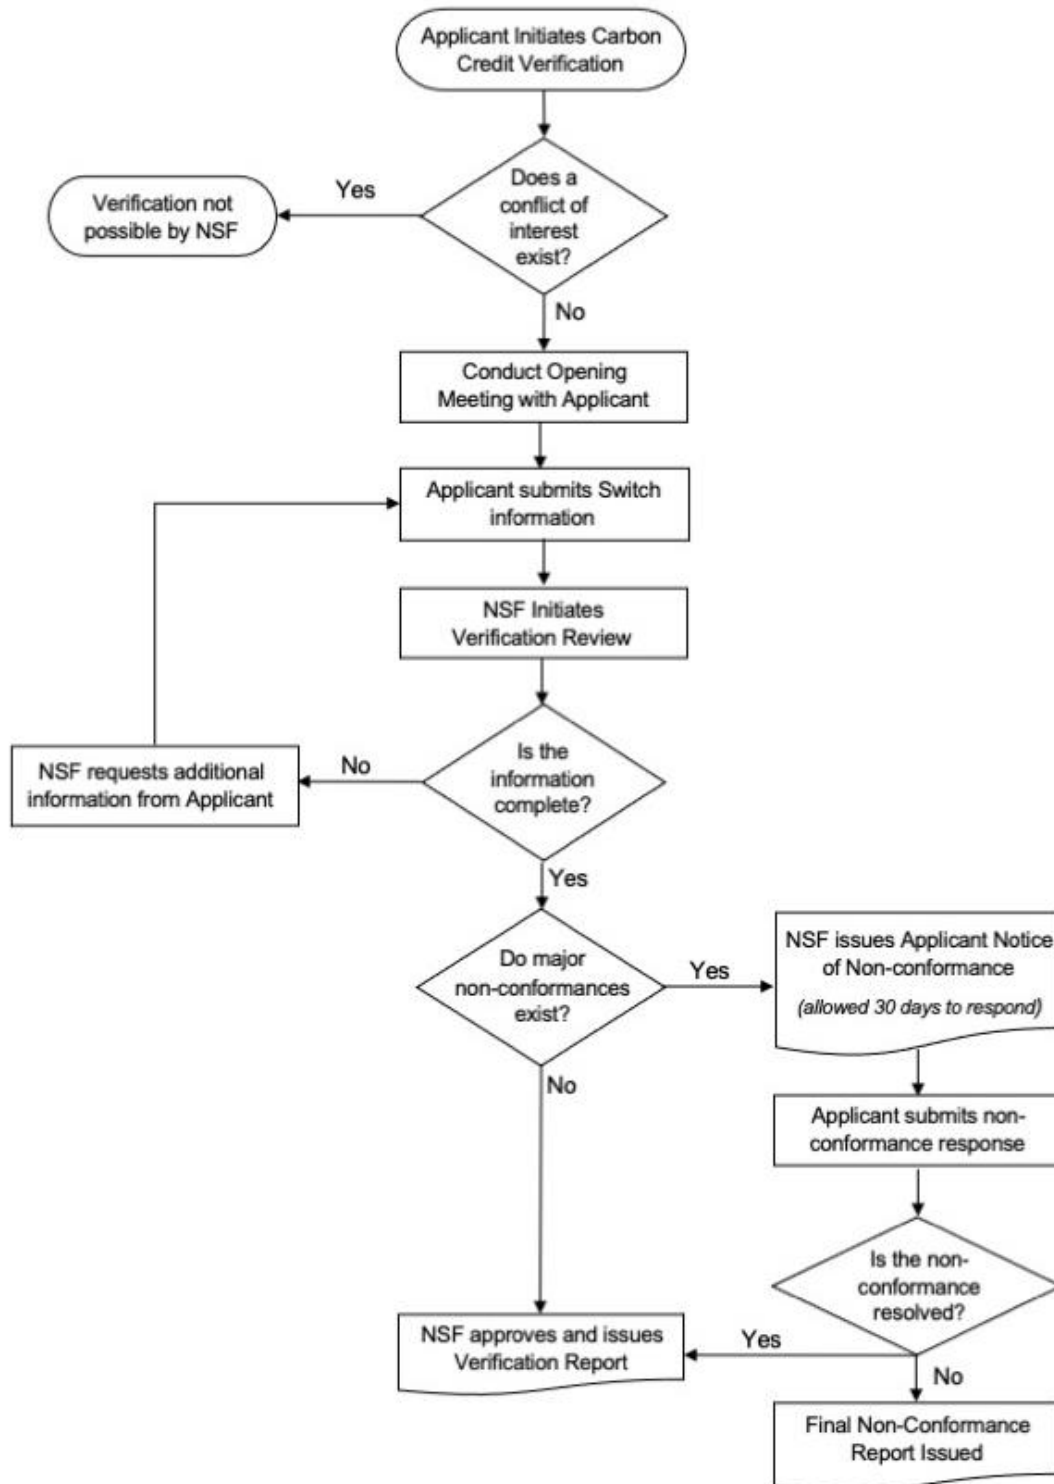 Applicant Initiates Carbon
Credit Verification
Does a
conflict of
interest
exist?
Yes
Verification not
possible by NSF
No
Conduct Opening
Meeting with Applicant
Applicant submits Switch
information
NSF Initiates
Verification Review
Is the
information
complete?
No
NSF requests additional
information from Applicant
Yes
Do major
non-conformances
exist?
Yes
NSF issues Applicant Notice
of Non-conformance
(allowed 30 days to respond)
No
Applicant submits non-
conformance response
Is the non-
conformance
resolved?
Yes
NSF approves and issues
Verification Report
No
Final Non-Conformance
Report Issued